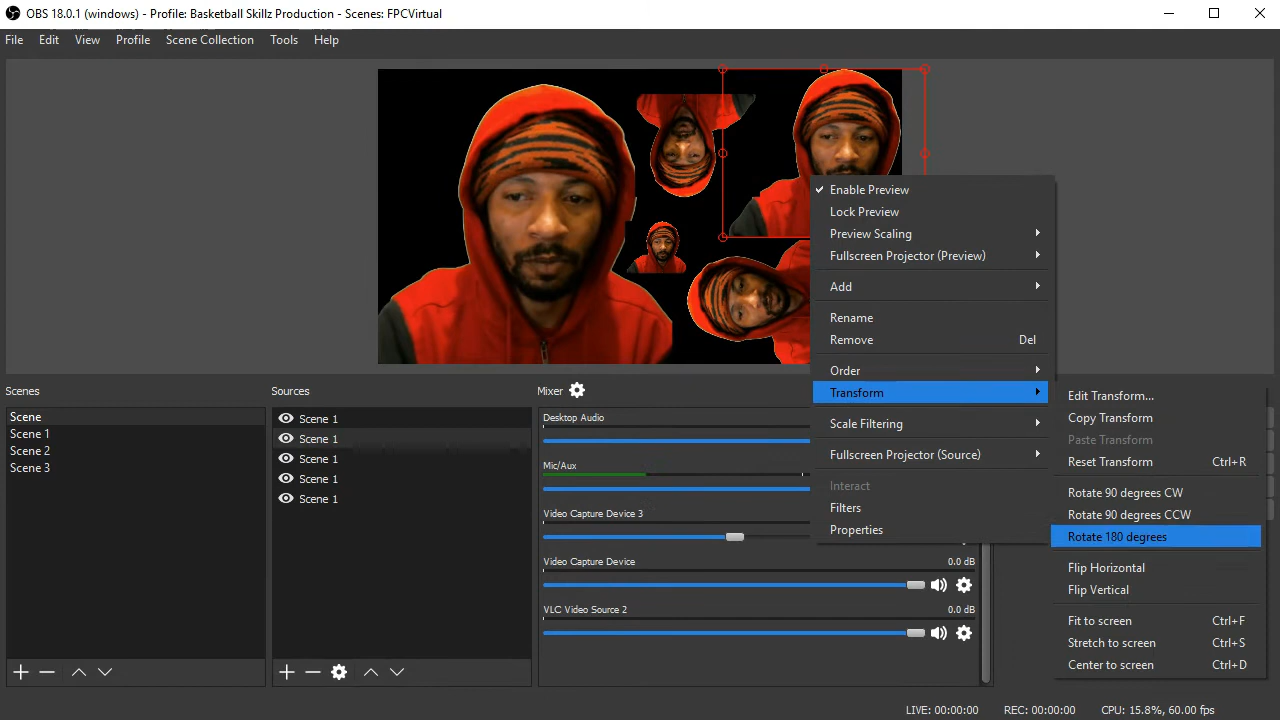 OBS 18.0.1 (windows) - Profile: Basketball Skillz Production - Scenes: FPCVirtual
File Edit View Profile Scene Collection Tools Help
Enable Preview
Lock Preview
Preview Scaling
Fullscreen Projector (Preview)
Add
Rename
Remove Del
Order
Transform
Scale Filtering
Fullscreen Projector (Source)
Interact
Filters
Properties
Edit Transform...
Copy Transform
Paste Transform
Reset Transform Ctrl+R
Rotate 90 degrees CW
Rotate 90 degrees CCW
Rotate 180 degrees
Flip Horizontal
Flip Vertical
Fit to screen Ctrl+F
Stretch to screen Ctrl+S
Center to screen Ctrl+D
Scenes
Scene
Scene 1
Scene 2
Scene 3
Sources
Scene 1
Scene 1
Scene 1
Scene 1
Scene 1
Mixer
Desktop Audio
Mic/Aux
Video Capture Device 3
Video Capture Device 0.0 dB
VLC Video Source 2 0.0 dB
LIVE: 00:00:00 REC: 00:00:00 CPU: 15.8%, 60.00 fps